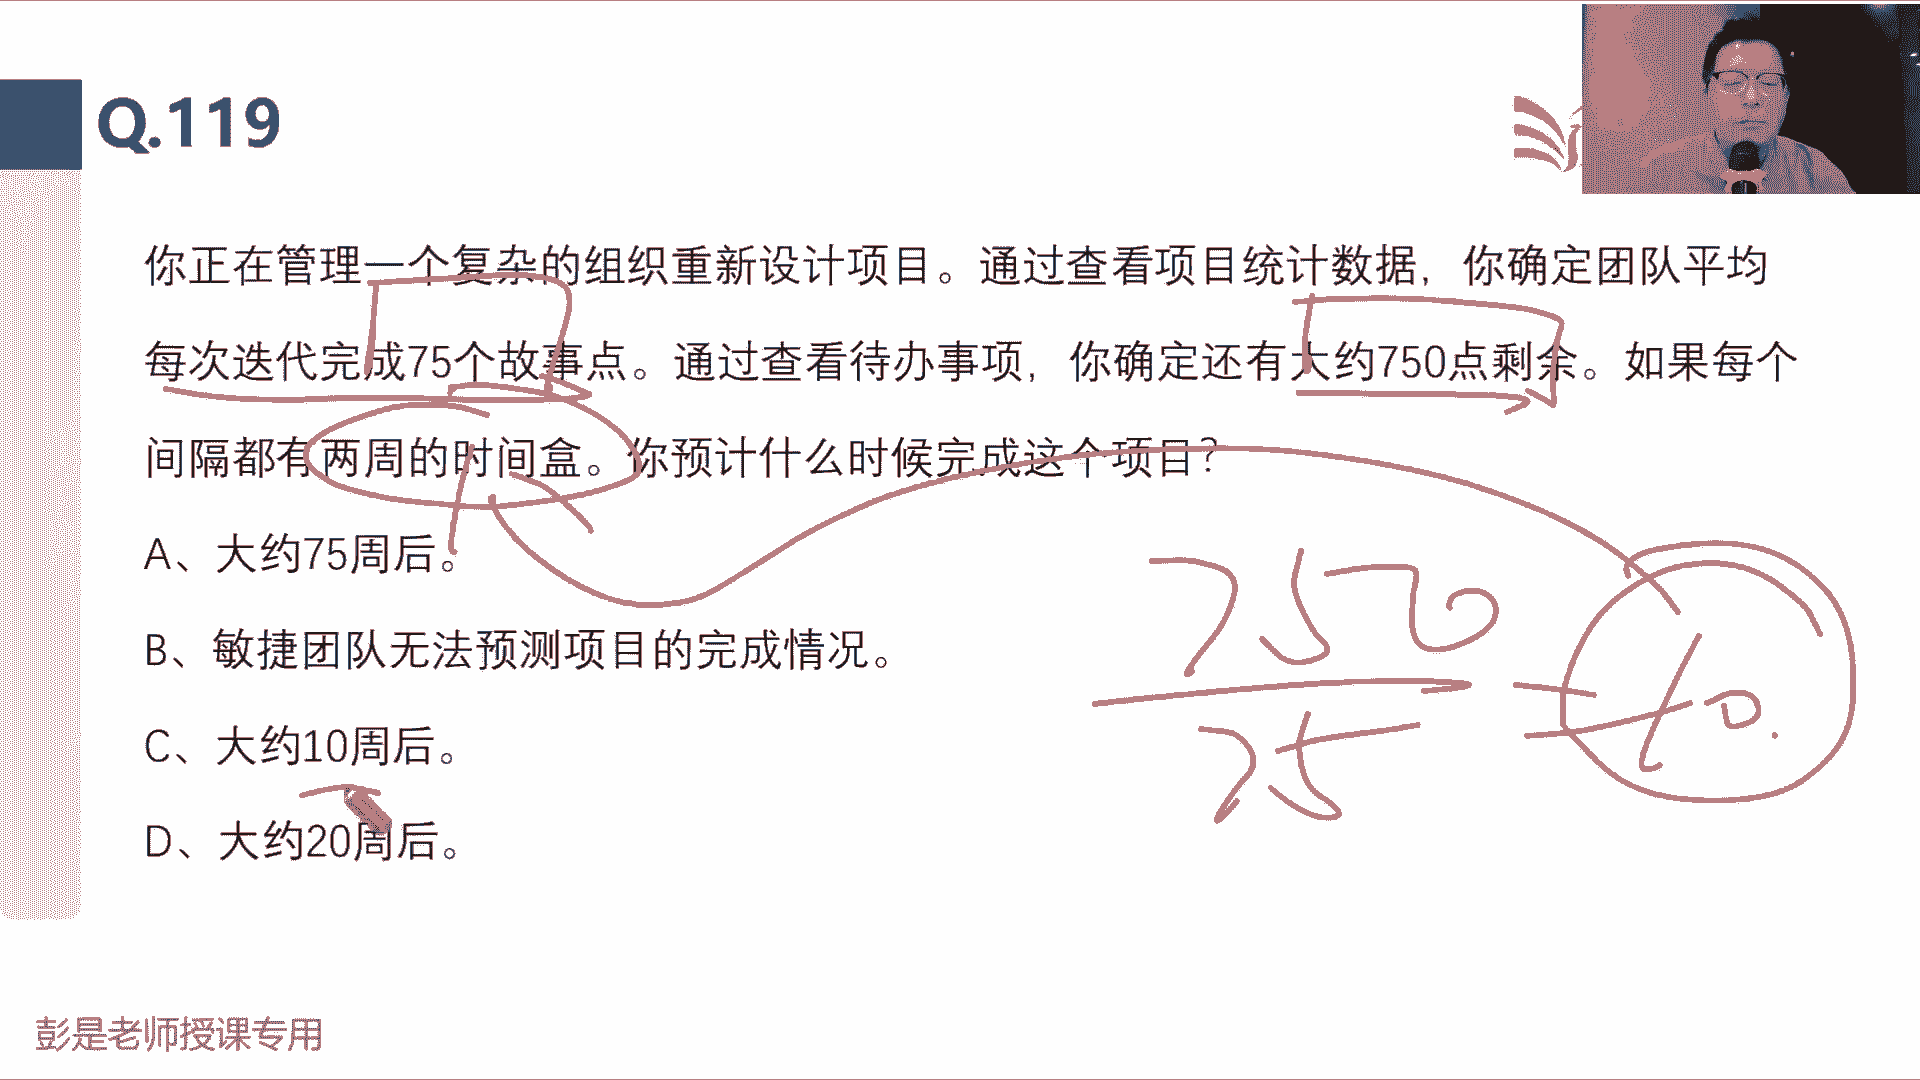 Q.119
你正在管理一个复杂的组织重新设计项目。通过查看项目统计数据，你确定团队平均
每次迭代完成75个故事点。通过查看待办事项，你确定还有大约750点剩余。如果每个
间隔都有两周的时间盒。你预计什么时候完成这个项目？
A、大约75周后。
B、敏捷团队无法预测项目的完成情况。
C、大约10周后。
D、大约20周后。
750
75
=10.
彭是老师授课专用